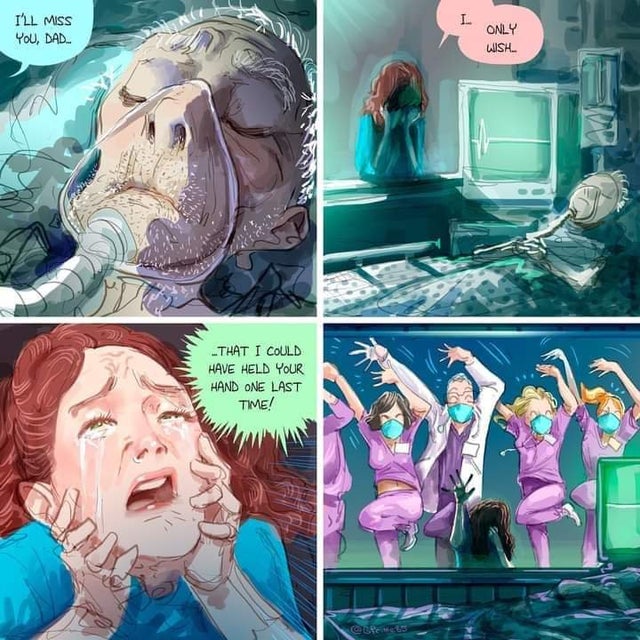 I'LL MISS
YOU, DAD...
I...
ONLY
WISH...
...THAT I COULD
HAVE HELD YOUR
HAND ONE LAST
TIME!